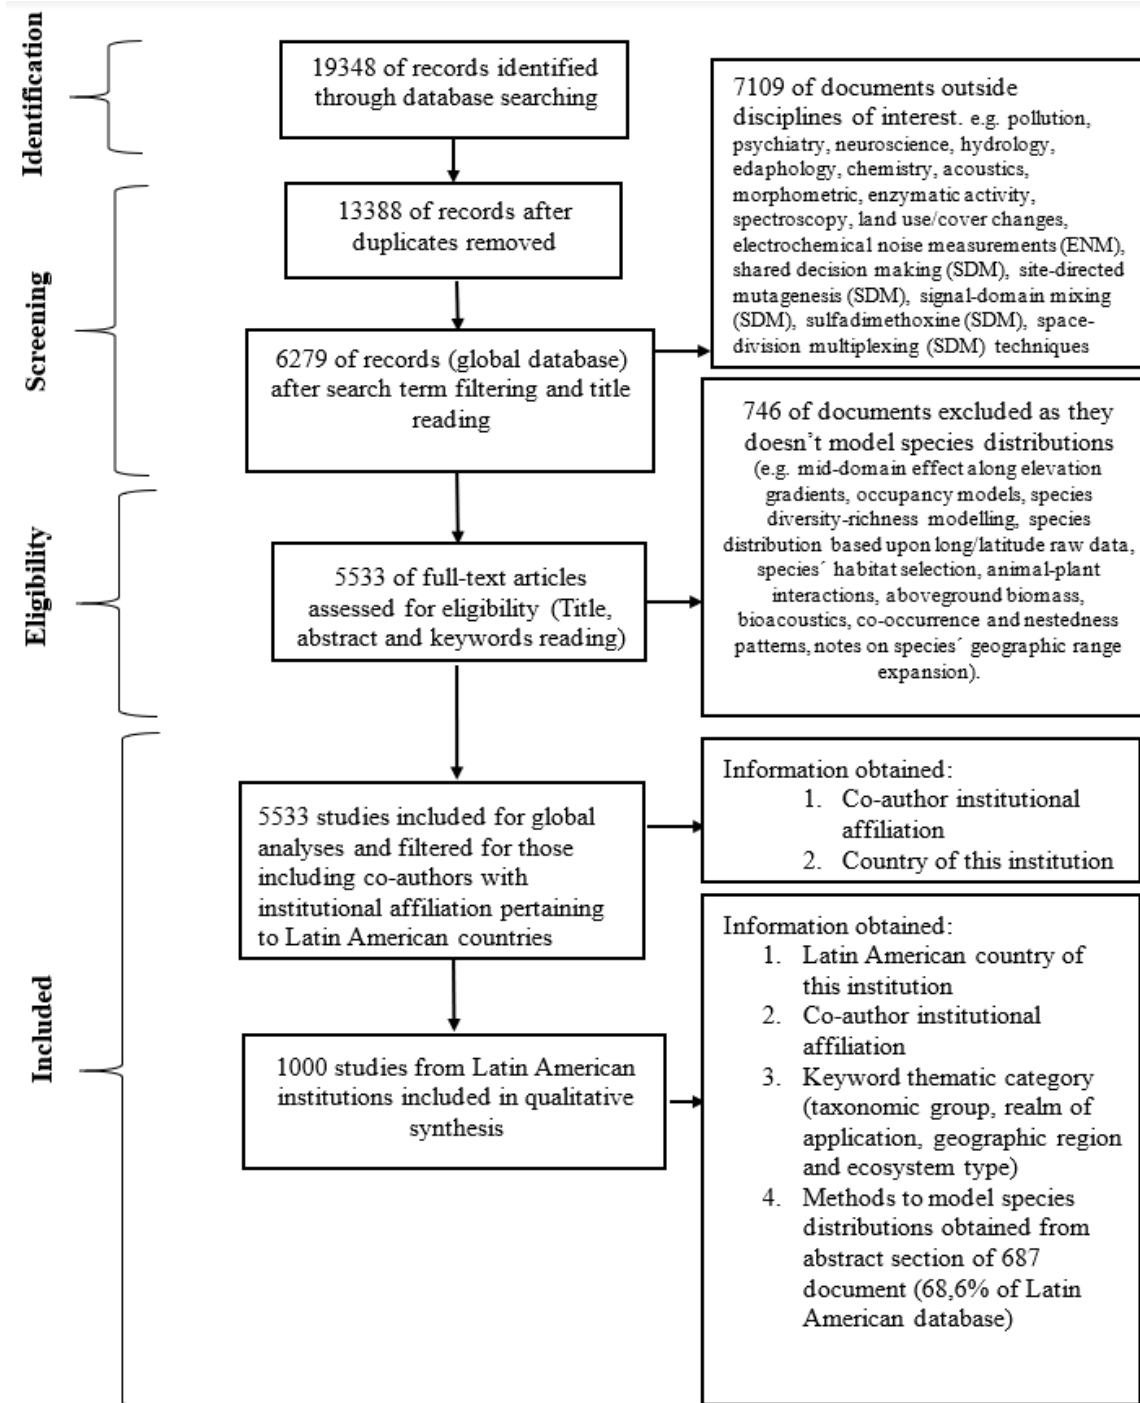 Identification
19348 of records identified
through database searching
7109 of documents outside
disciplines of interest. e.g. pollution,
psychiatry, neuroscience, hydrology,
edaphology, chemistry, acoustics,
morphometric, enzymatic activity,
spectroscopy, land use/cover changes,
electrochemical noise measurements (ENM),
shared decision making (SDM), site-directed
mutagenesis (SDM), signal-domain mixing
(SDM), sulfadimethoxine (SDM), space-
division multiplexing (SDM) techniques
Screening
13388 of records after
duplicates removed
6279 of records (global database)
after search term filtering and title
reading
746 of documents excluded as they
doesn’t model species distributions
(e.g. mid-domain effect along elevation
gradients, occupancy models, species
diversity-richness modelling, species
distribution based upon long/latitude raw data,
species´ habitat selection, animal-plant
interactions, aboveground biomass,
bioacoustics, co-occurrence and nestedness
patterns, notes on species´ geographic range
expansion).
Eligibility
5533 of full-text articles
assessed for eligibility (Title,
abstract and keywords reading)
Included
5533 studies included for global
analyses and filtered for those
including co-authors with
institutional affiliation pertaining
to Latin American countries
Information obtained:
1. Co-author institutional
affiliation
2. Country of this institution
1000 studies from Latin American
institutions included in qualitative
synthesis
Information obtained:
1. Latin American country of
this institution
2. Co-author institutional
affiliation
3. Keyword thematic category
(taxonomic group, realm of
application, geographic region
and ecosystem type)
4. Methods to model species
distributions obtained from
abstract section of 687
document (68,6% of Latin
American database)